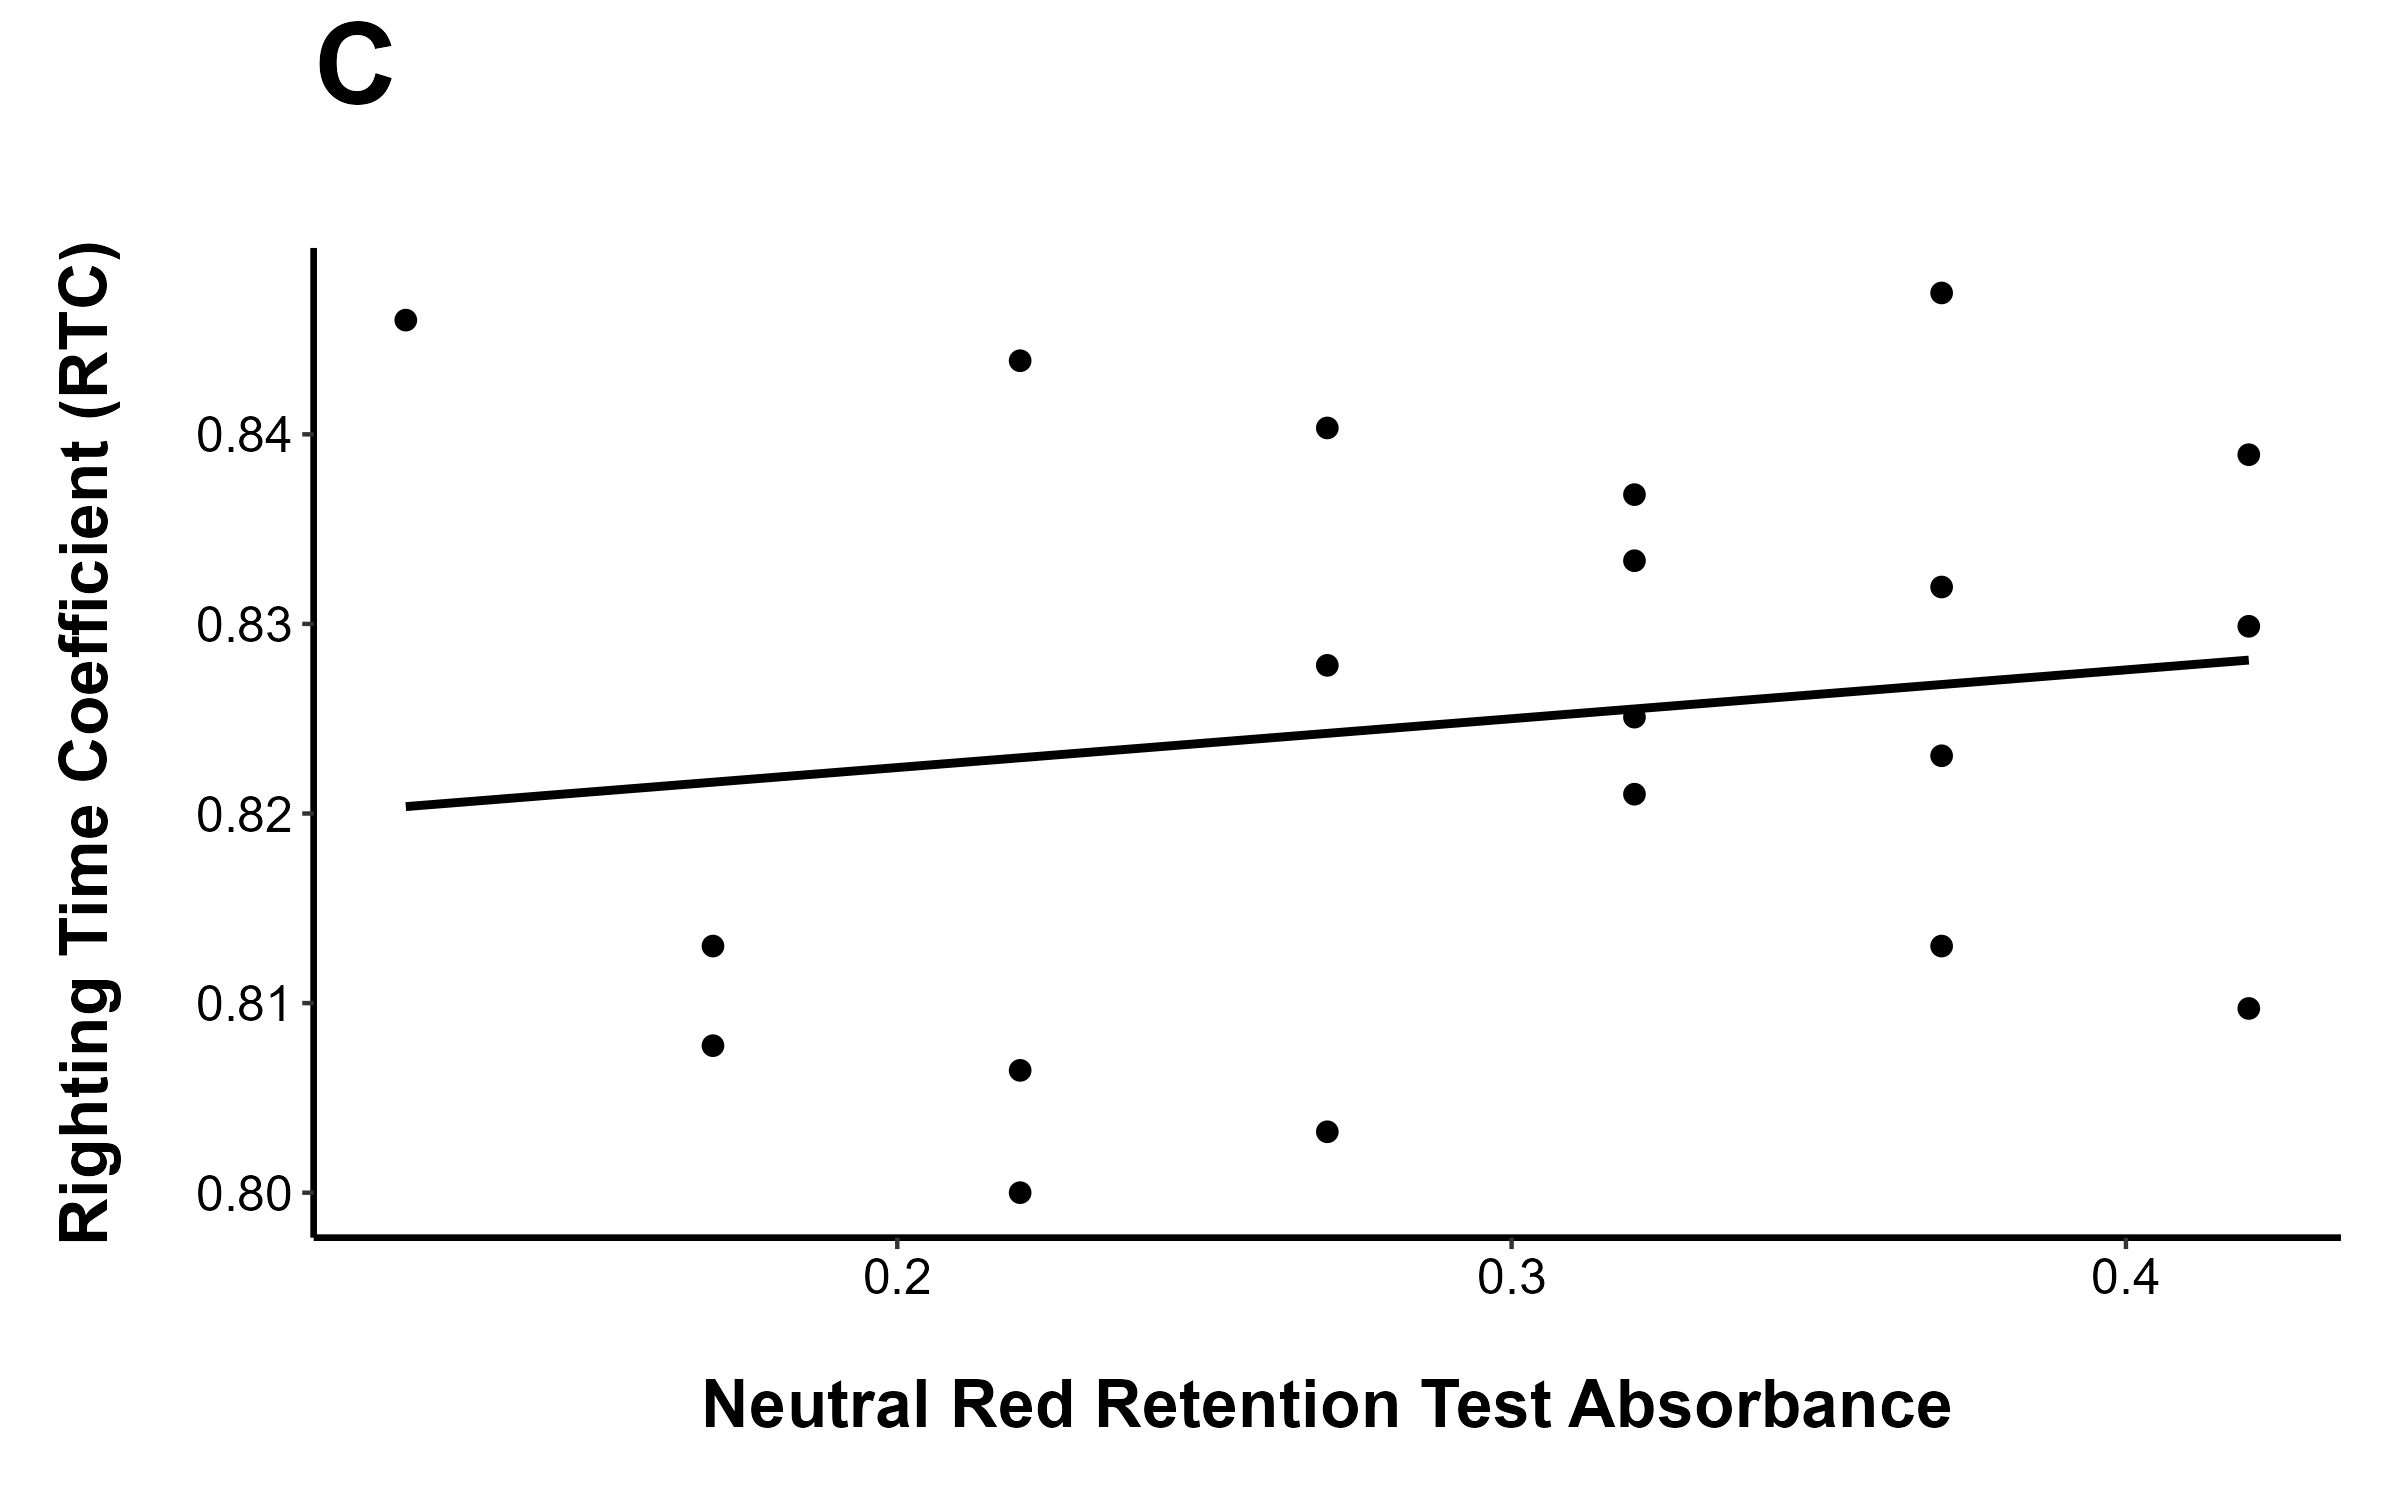 C
Righting Time Coefficient (RTC)
0.84
0.83
0.82
0.81
0.80
0.2
0.3
0.4
Neutral Red Retention Test Absorbance